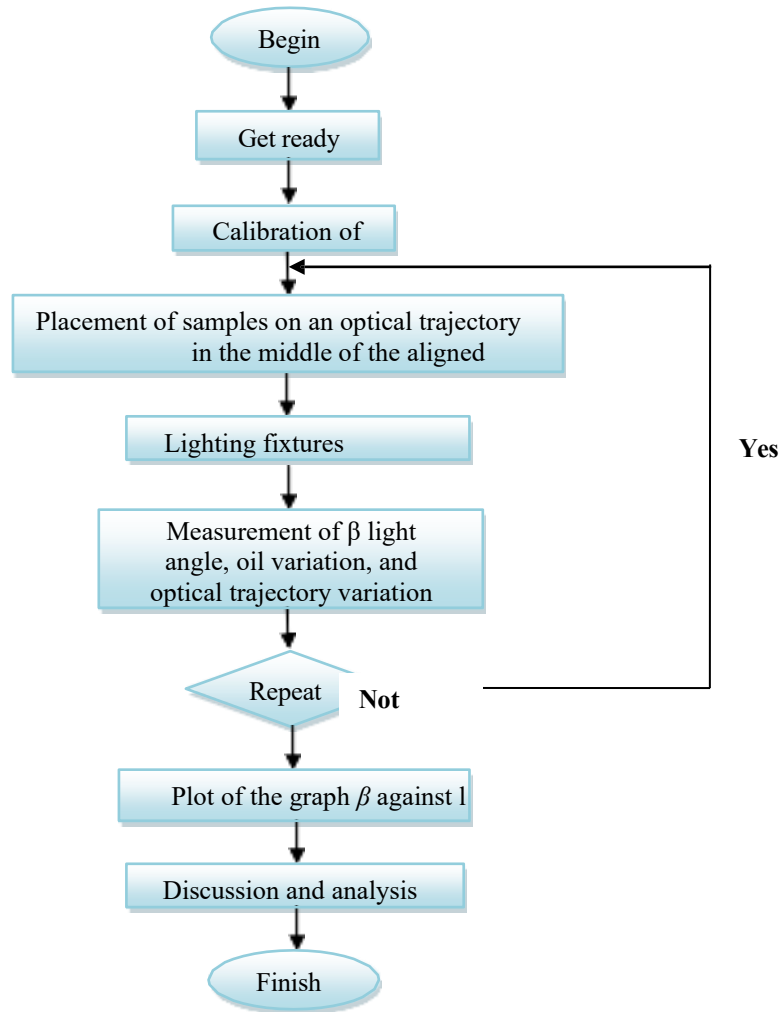 Begin
Get ready
Calibration of
Placement of samples on an optical trajectory
in the middle of the aligned
Lighting fixtures
Yes
Measurement of β light
angle, oil variation, and
optical trajectory variation
Repeat
Not
Plot of the graph β against l
Discussion and analysis
Finish